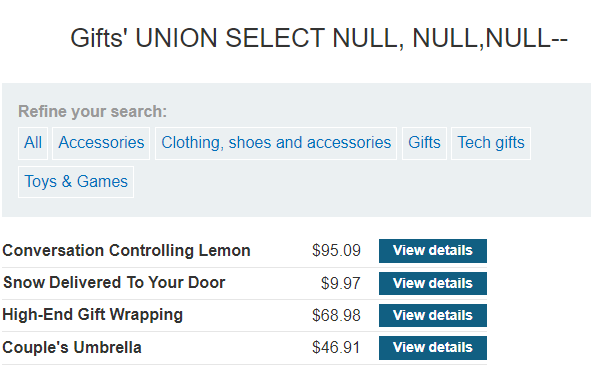 Gifts' UNION SELECT NULL, NULL,NULL--
Refine your search:
All Accessories Clothing, shoes and accessories Gifts Tech gifts
Toys & Games
Conversation Controlling Lemon $95.09 View details
Snow Delivered To Your Door $9.97 View details
High-End Gift Wrapping $68.98 View details
Couple's Umbrella $46.91 View details